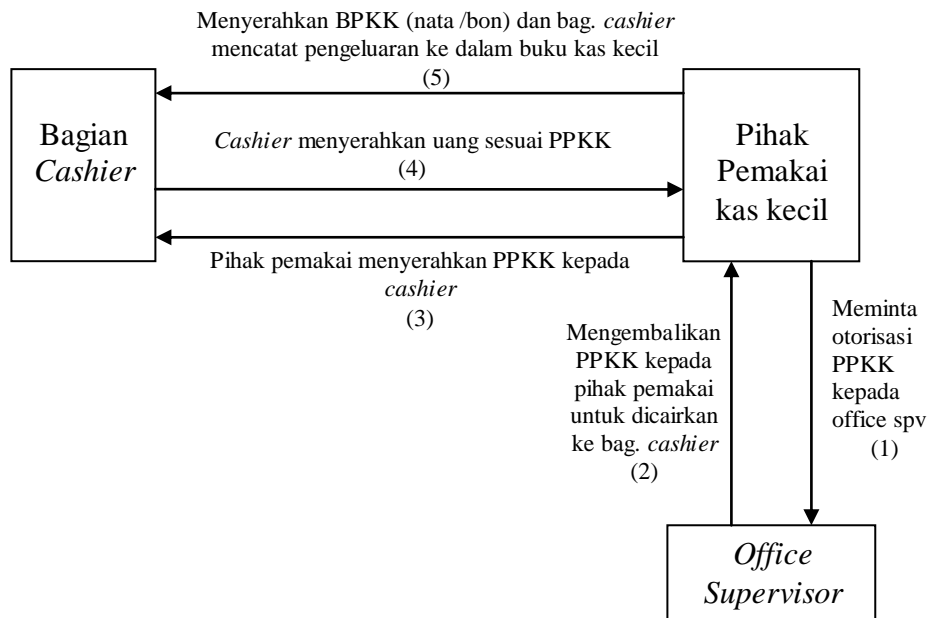 Menyerahkan BPKK (nata /bon) dan bag. cashier
mencatat pengeluaran ke dalam buku kas kecil
(5)
Bagian
Cashier
Cashier menyerahkan uang sesuai PPKK
(4)
Pihak
Pemakai
kas kecil
Pihak pemakai menyerahkan PPKK kepada
cashier
(3)
Mengembalikan
PPKK kepada
pihak pemakai
untuk dicairkan
ke bag. cashier
(2)
Meminta
otorisasi
PPKK
kepada
office spv
(1)
Office
Supervisor